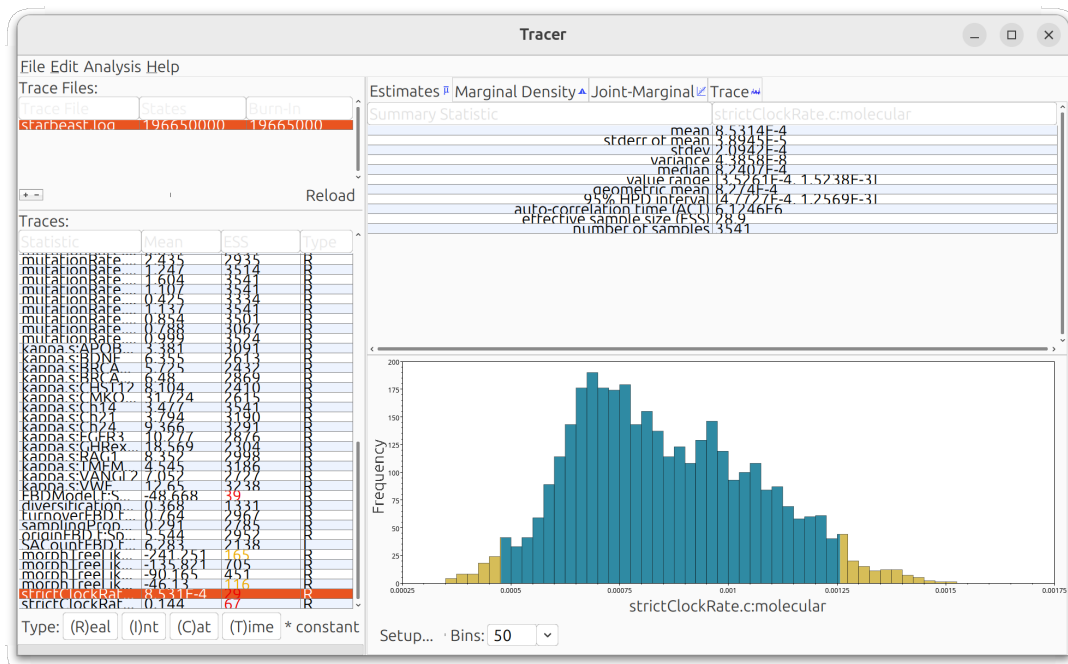 Tracer
File Edit Analysis Help
Trace Files:
Trace File States Burn-In
starbeast.log 196650000 19665000
+ - Reload
Traces:
Statistic Mean ESS Type
mutationRate.... 2.435 2935 R
mutationRate.... 1.247 3514 R
mutationRate.... 1.604 3541 R
mutationRate.... 1.107 3541 R
mutationRate.... 0.425 3334 R
mutationRate.... 1.137 3541 R
mutationRate.... 0.854 3501 R
mutationRate.... 0.788 3067 R
mutationRate.... 0.999 3524 R
kappa.s:APOB... 3.381 3091 R
kappa.s:BDNF 6.355 2613 R
kappa.s:BRCA... 5.725 2432 R
kappa.s:BRCA... 6.48 2869 R
kappa.s:CHST12 8.104 2410 R
kappa.s:CMKO... 31.724 2615 R
kappa.s:Ch14 3.477 3541 R
kappa.s:Ch21 3.794 3190 R
kappa.s:Ch24 9.366 3291 R
kappa.s:EGFR3 10.277 2876 R
kappa.s:GHRex... 18.569 2304 R
kappa.s:RAG1 8.352 2998 R
kappa.s:TMEM... 4.545 3186 R
kappa.s:VANGL2 7.052 2727 R
kappa.s:VWF 12.65 3238 R
FBDModel.t:S... -48.668 39 R
diversification... 0.368 1331 R
turnoverFBD.t... 0.764 2967 R
samplingProp... 0.291 2785 R
originFBD.t:Sp... 5.544 2952 R
SACountFBD.t... 6.283 2138
morphTreeLik... -241.251 165 R
morphTreeLik... -135.821 705 R
morphTreeLik... -90.165 451 R
morphTreeLik... -46.13 116 R
strictClockRat... 8.531E-4 29 R
strictClockRat... 0.144 67 R
Type: (R)eal (I)nt (C)at (T)ime * constant
Estimates Marginal Density Joint-Marginal Trace
Summary Statistic strictClockRate.c:molecular
mean 8.5314E-4
stderr of mean 3.8945E-5
stdev 2.0942E-4
variance 4.3858E-8
median 8.2407E-4
value range [3.5261E-4, 1.5238E-3]
geometric mean 8.274E-4
95% HPD interval [4.7727E-4, 1.2569E-3]
auto-correlation time (ACT) 6.1246E6
effective sample size (ESS) 28.9
number of samples 3541
200
175
150
125
100
75
50
25
0
Frequency
0.00025 0.0005 0.00075 0.001 0.00125 0.0015 0.00175
strictClockRate.c:molecular
Setup... Bins: 50